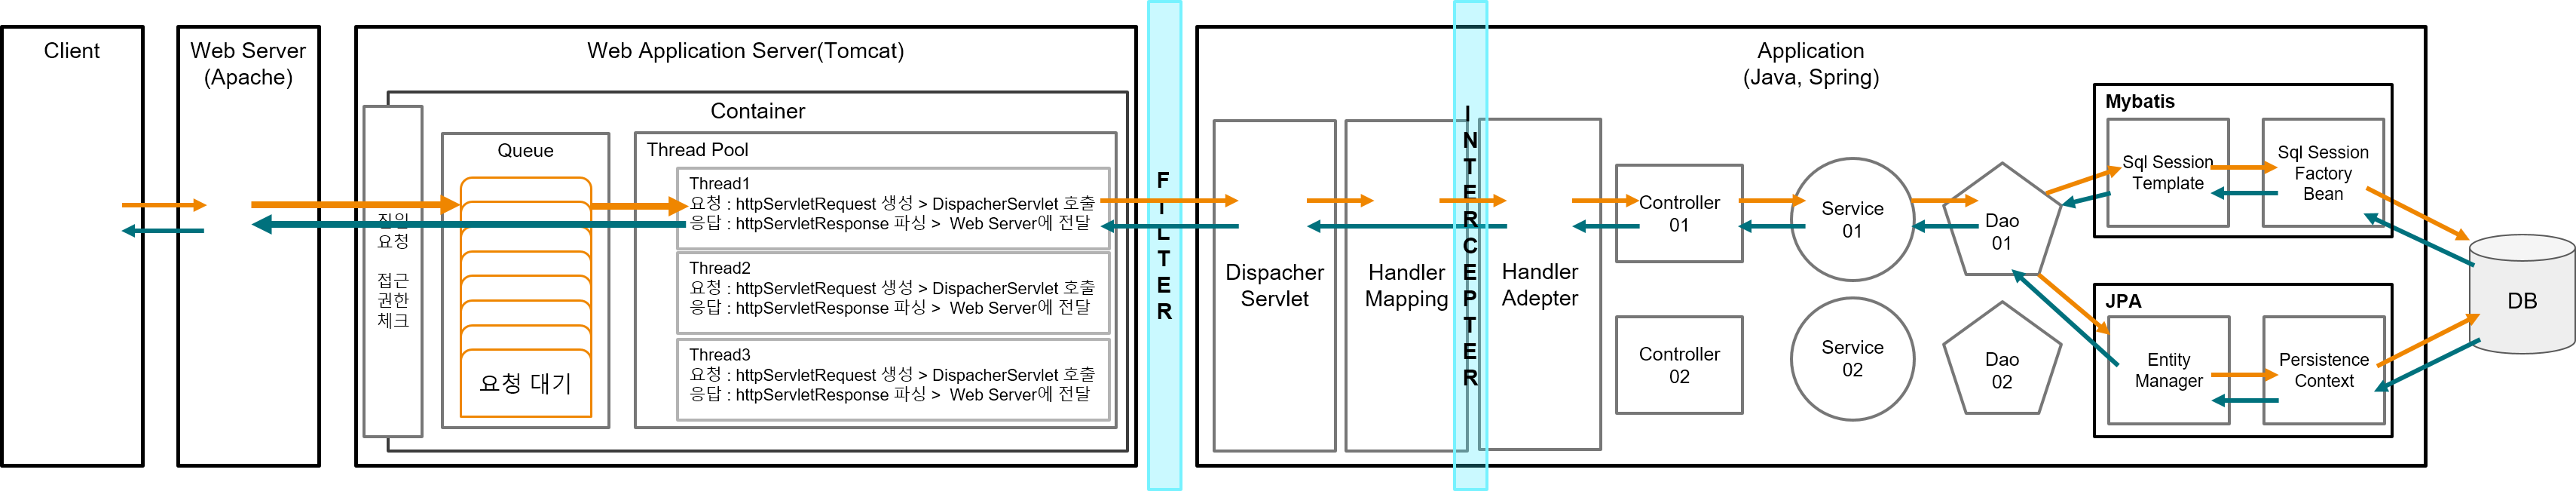 Client
Web Server
(Apache)
Web Application Server(Tomcat)
Container
진입
요청
접근
권한
체크
Queue
요청 대기
Thread Pool
Thread1
요청 : httpServletRequest 생성 > DispacherServlet 호출
응답 : httpServletResponse 파싱 >  Web Server에 전달
Thread2
요청 : httpServletRequest 생성 > DispacherServlet 호출
응답 : httpServletResponse 파싱 >  Web Server에 전달
Thread3
요청 : httpServletRequest 생성 > DispacherServlet 호출
응답 : httpServletResponse 파싱 >  Web Server에 전달
FILTER
Application
(Java, Spring)
Dispacher
Servlet
Handler
Mapping
INTERCEPTER
Handler
Adepter
Controller
01
Controller
02
Service
01
Service
02
Dao
01
Dao
02
Mybatis
Sql Session
Template
Sql Session
Factory
Bean
JPA
Entity
Manager
Persistence
Context
DB